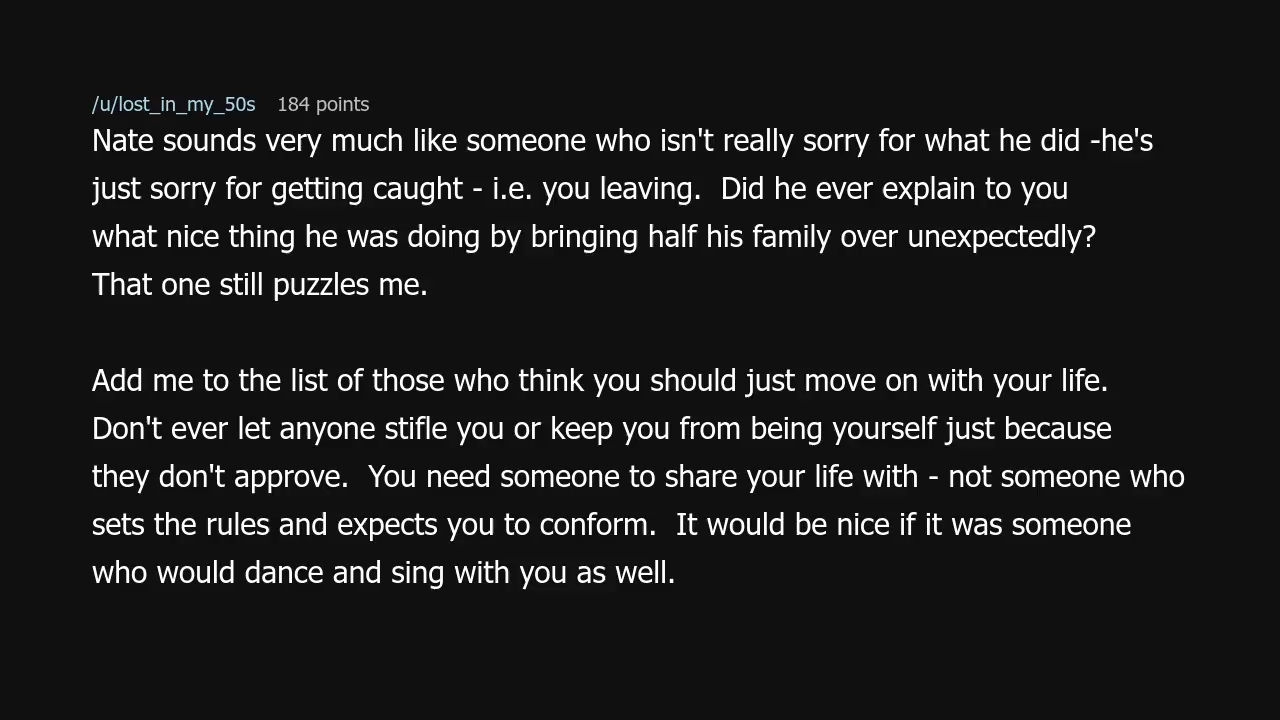 /u/lost_in_my_50s 184 points
Nate sounds very much like someone who isn't really sorry for what he did -he's
just sorry for getting caught - i.e. you leaving.  Did he ever explain to you
what nice thing he was doing by bringing half his family over unexpectedly?
That one still puzzles me.
Add me to the list of those who think you should just move on with your life.
Don't ever let anyone stifle you or keep you from being yourself just because
they don't approve.  You need someone to share your life with - not someone who
sets the rules and expects you to conform.  It would be nice if it was someone
who would dance and sing with you as well.